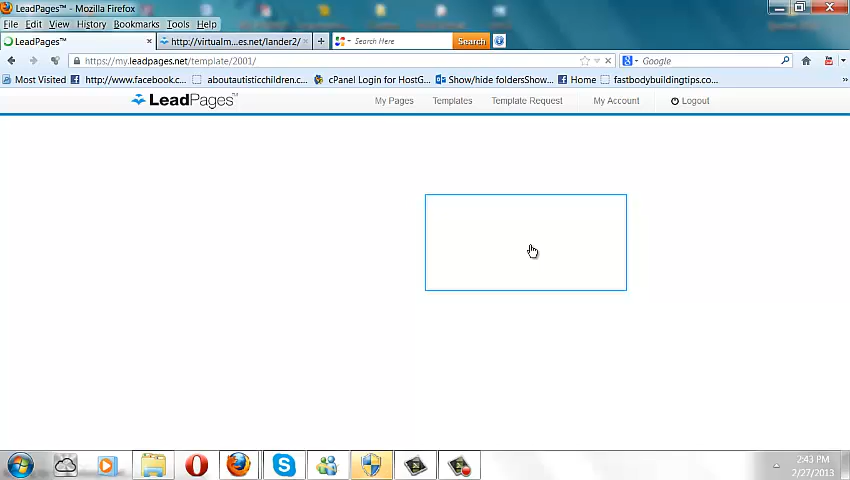 LeadPages™ - Mozilla Firefox
File Edit View History Bookmarks Tools Help
LeadPages™ × http://virtualm...es.net/lander2/ × + Search Here Search
https://my.leadpages.net/template/2001/ Google
Most Visited http://www.facebook.c... aboutautisticchildren.c... cPanel Login for HostG... Show/hide foldersShow... Home fastbodybuildingtips.co... »
LeadPages™ My Pages Templates Template Request My Account Logout
2:43 PM
2/27/2013